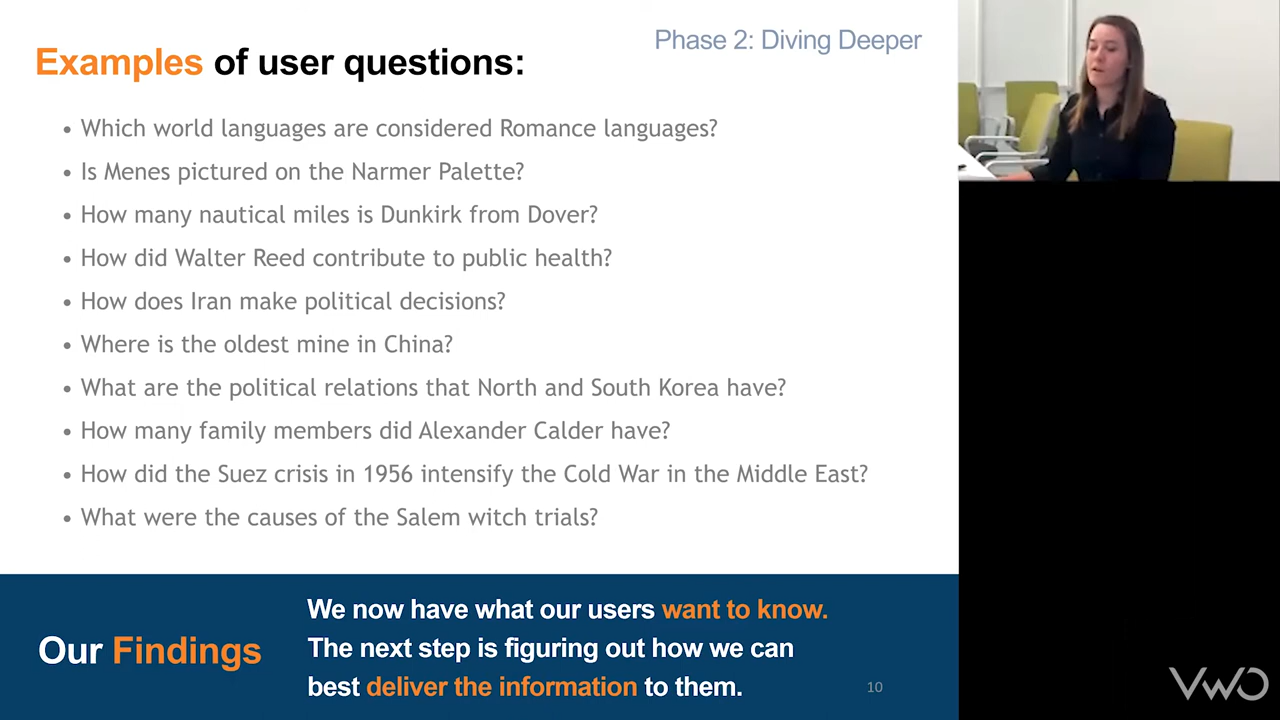 Phase 2: Diving Deeper
Examples of user questions:
• Which world languages are considered Romance languages?
• Is Menes pictured on the Narmer Palette?
• How many nautical miles is Dunkirk from Dover?
• How did Walter Reed contribute to public health?
• How does Iran make political decisions?
• Where is the oldest mine in China?
• What are the political relations that North and South Korea have?
• How many family members did Alexander Calder have?
• How did the Suez crisis in 1956 intensify the Cold War in the Middle East?
• What were the causes of the Salem witch trials?
Our Findings
We now have what our users want to know.
The next step is figuring out how we can
best deliver the information to them.
10
VWO